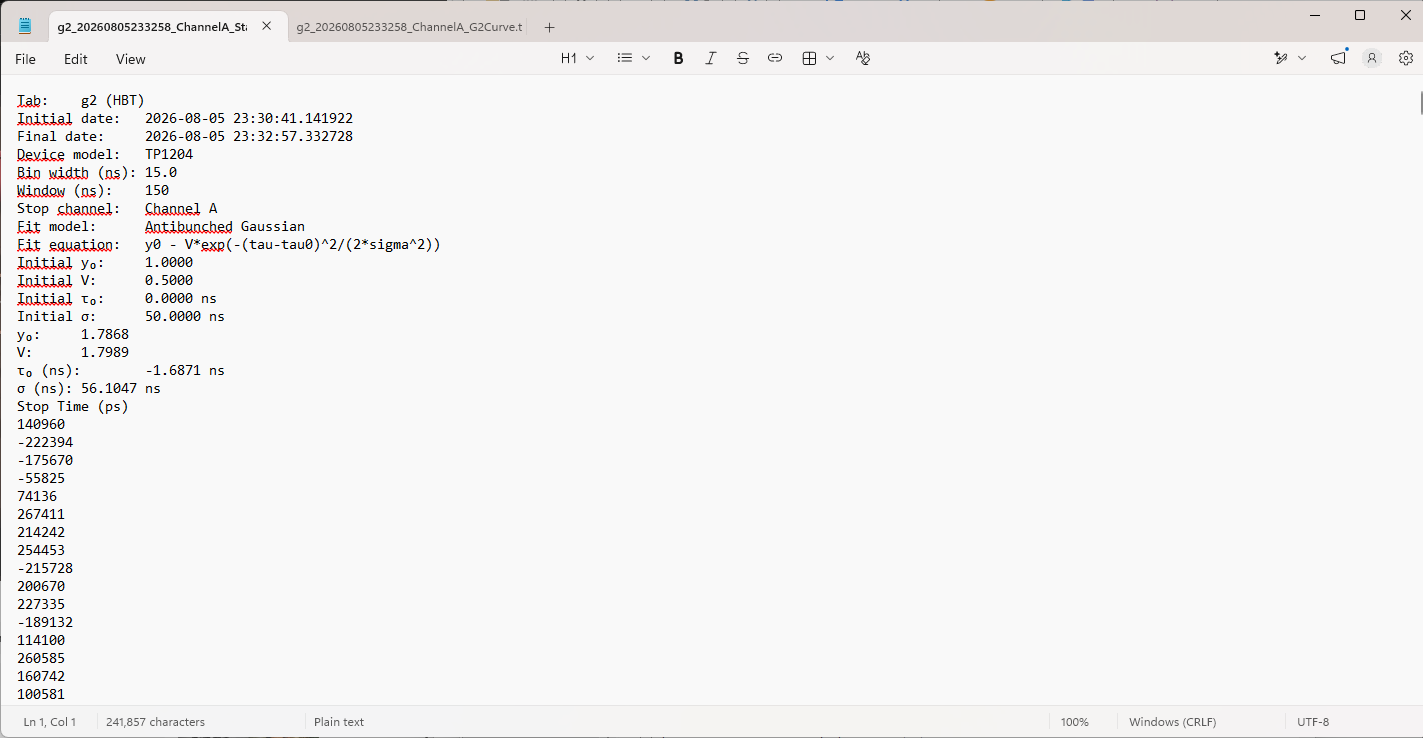 g2_20260805233258_ChannelA_Sta
g2_20260805233258_ChannelA_G2Curve.t
File Edit View
H1
Tab: g2 (HBT)
Initial date: 2026-08-05 23:30:41.141922
Final date: 2026-08-05 23:32:57.332728
Device model: TP1204
Bin width (ns): 15.0
Window (ns): 150
Stop channel: Channel A
Fit model: Antibunched Gaussian
Fit equation: y0 - V*exp(-(tau-tau0)^2/(2*sigma^2))
Initial y₀: 1.0000
Initial V: 0.5000
Initial τ₀: 0.0000 ns
Initial σ: 50.0000 ns
y₀: 1.7868
V: 1.7989
τ₀ (ns): -1.6871 ns
σ (ns): 56.1047 ns
Stop Time (ps)
140960
-222394
-175670
-55825
74136
267411
214242
254453
-215728
200670
227335
-189132
114100
260585
160742
100581
Ln 1, Col 1 241,857 characters Plain text 100% Windows (CRLF) UTF-8